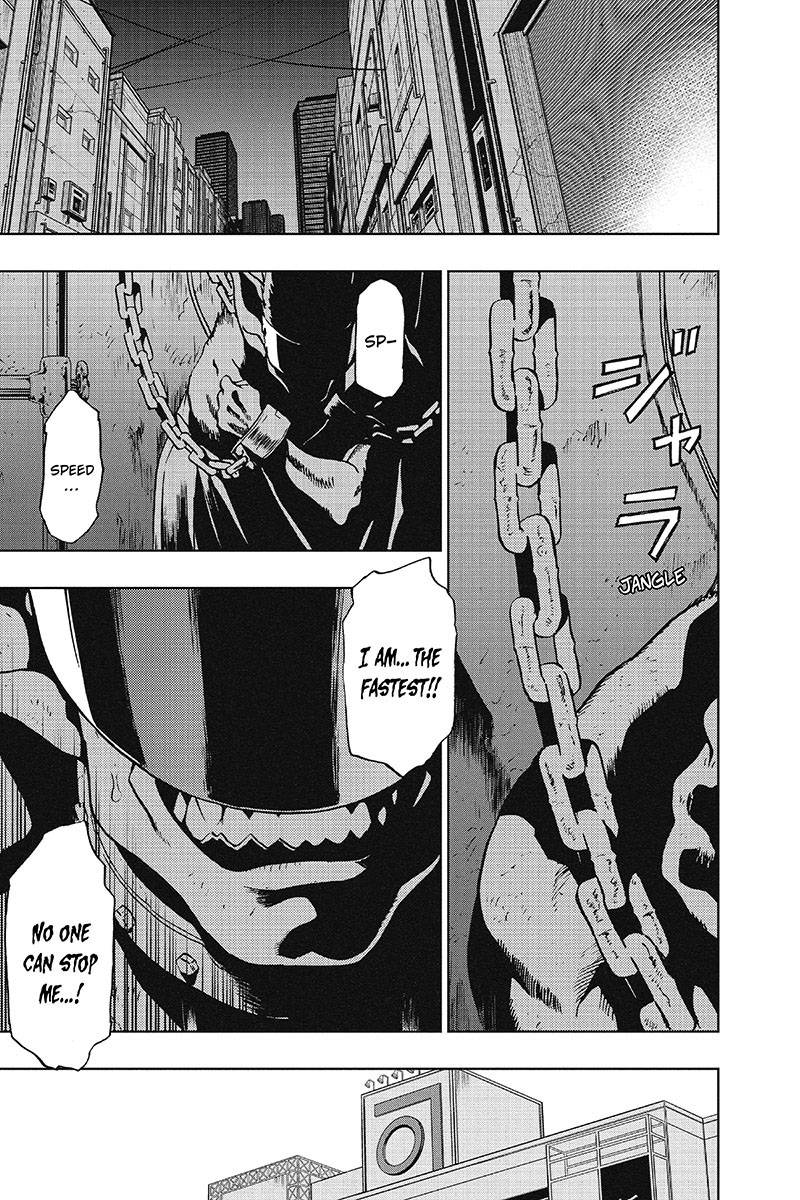 ジャラ
JANGLE
SP-
SPEED
...
I AM...THE
FASTEST!!
NO ONE
CAN STOP
ME...!